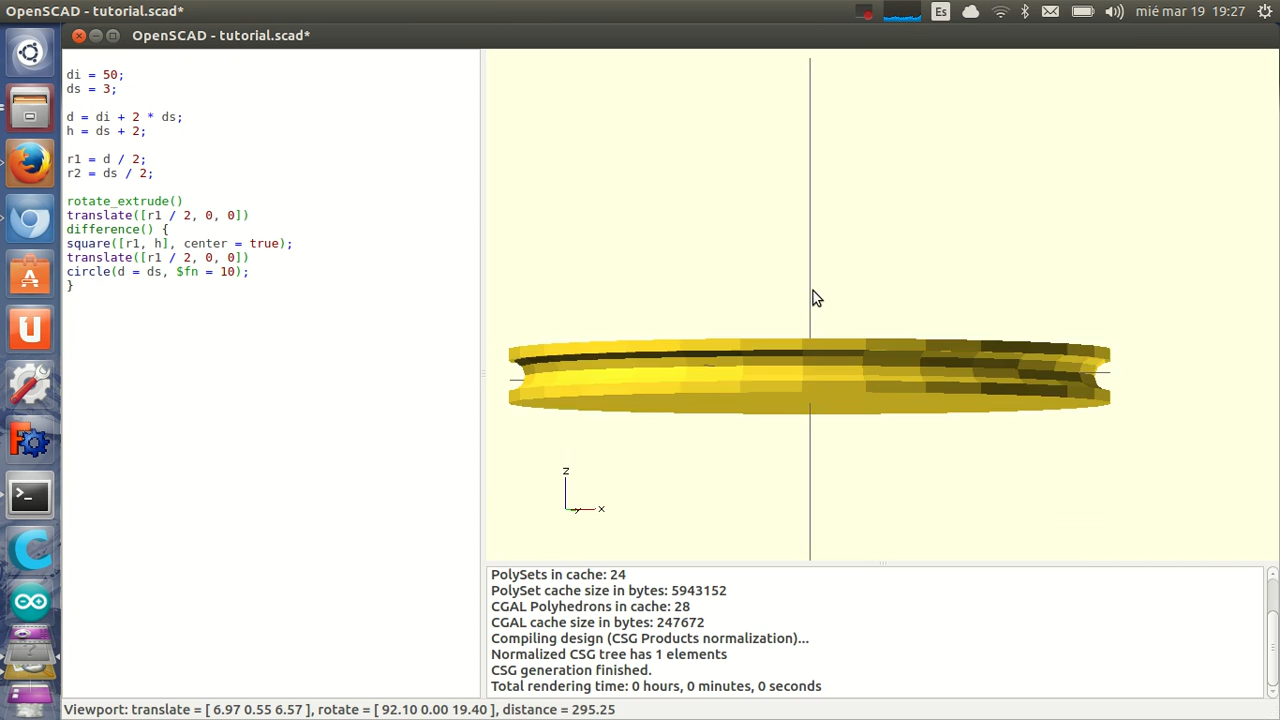 OpenSCAD - tutorial.scad*
Es
mié mar 19
19:27
OpenSCAD - tutorial.scad*
di = 50;
ds = 3;
d = di + 2 * ds;
h = ds + 2;
r1 = d / 2;
r2 = ds / 2;
rotate_extrude()
translate([r1 / 2, 0, 0])
difference() {
square([r1, h], center = true);
translate([r1 / 2, 0, 0])
circle(d = ds, $fn = 10);
}
z
y
x
PolySets in cache: 24
PolySet cache size in bytes: 5943152
CGAL Polyhedrons in cache: 28
CGAL cache size in bytes: 247672
Compiling design (CSG Products normalization)...
Normalized CSG tree has 1 elements
CSG generation finished.
Total rendering time: 0 hours, 0 minutes, 0 seconds
Viewport: translate = [ 6.97 0.55 6.57 ], rotate = [ 92.10 0.00 19.40 ], distance = 295.25